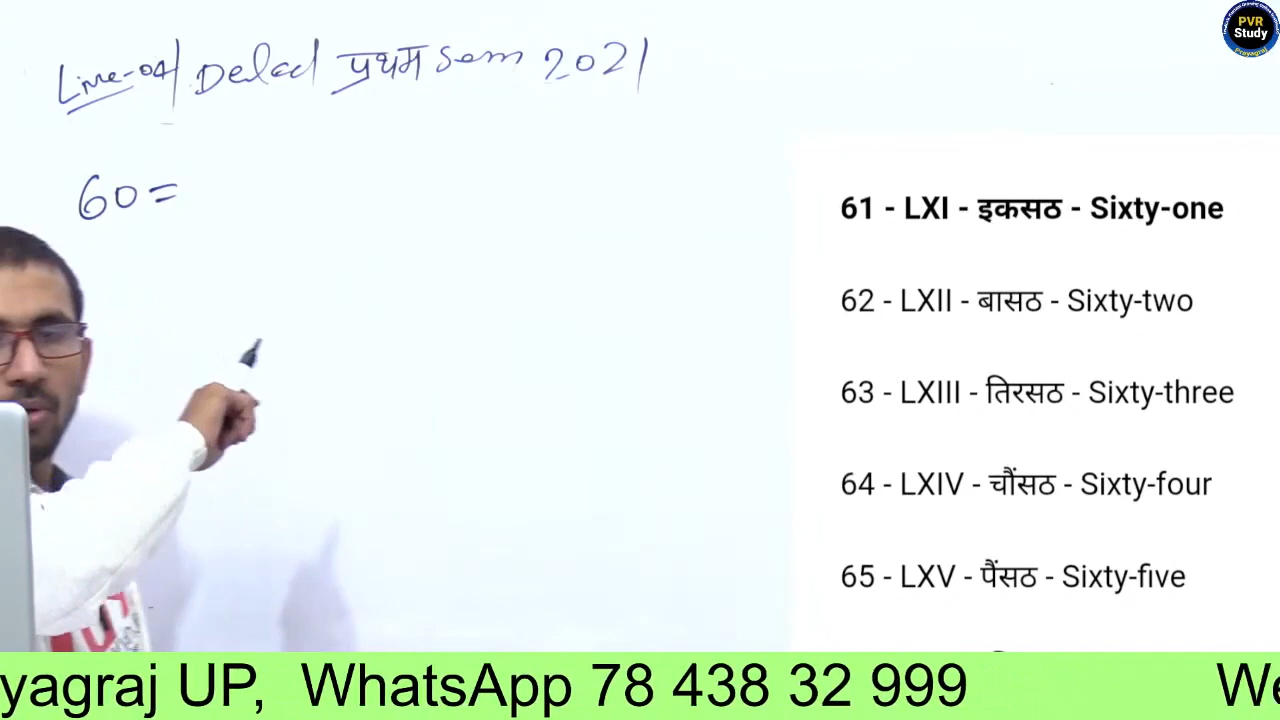 PVR
Study
Prayagraj
Live-04 Deled प्रथम Sem 2021
60 =
61 - LXI - इकसठ - Sixty-one
62 - LXII - बासठ - Sixty-two
63 - LXIII - तिरसठ - Sixty-three
64 - LXIV - चौंसठ - Sixty-four
65 - LXV - पैंसठ - Sixty-five
yagraj UP, WhatsApp 78 438 32 999 We